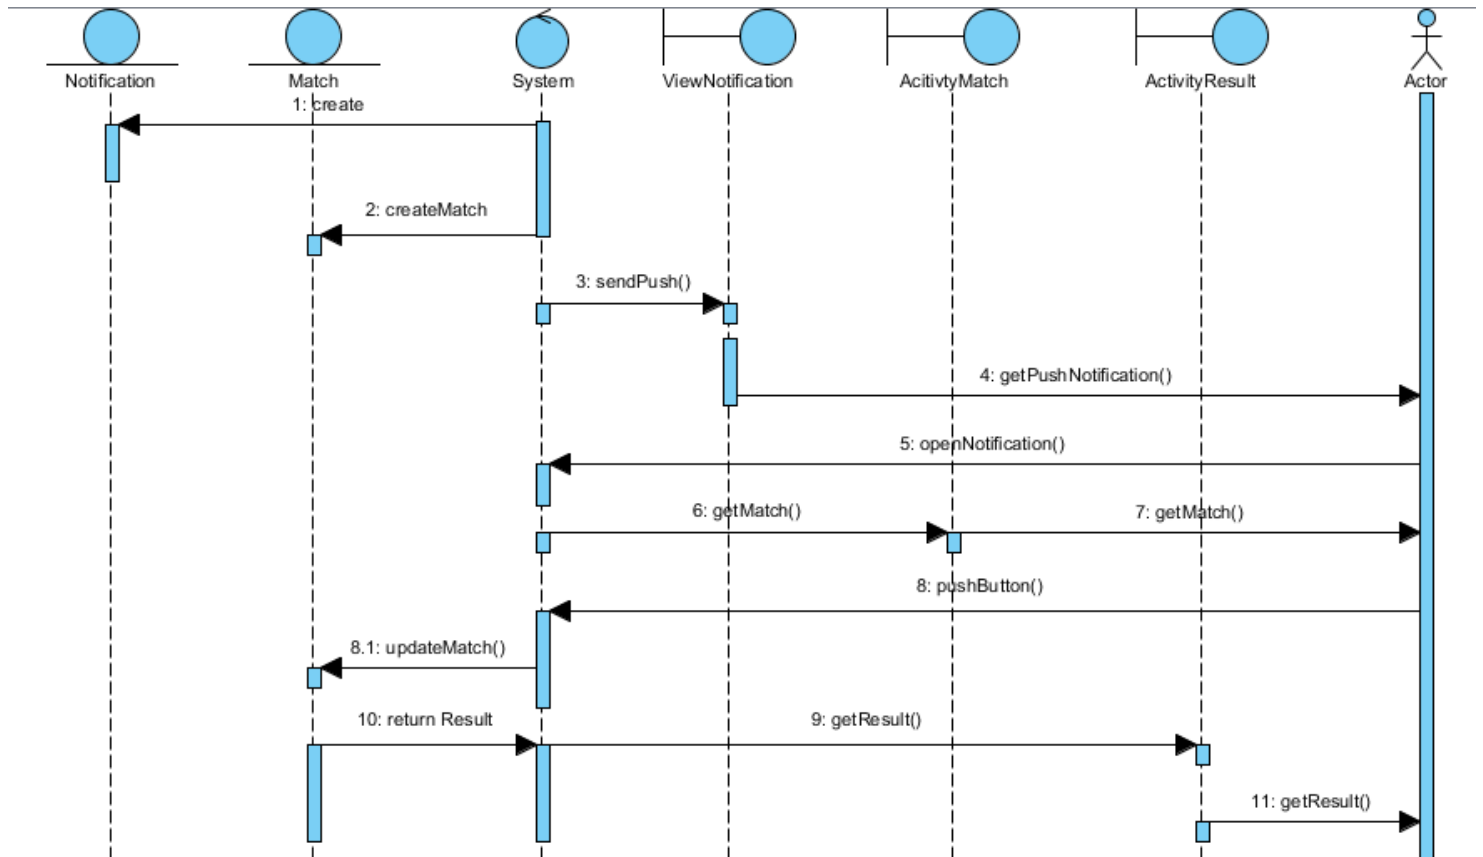 Notification
Match
System
ViewNotification
AcitivtyMatch
ActivityResult
Actor
1: create
2: createMatch
3: sendPush()
4: getPushNotification()
5: openNotification()
6: getMatch()
7: getMatch()
8: pushButton()
8.1: updateMatch()
10: return Result
9: getResult()
11: getResult()